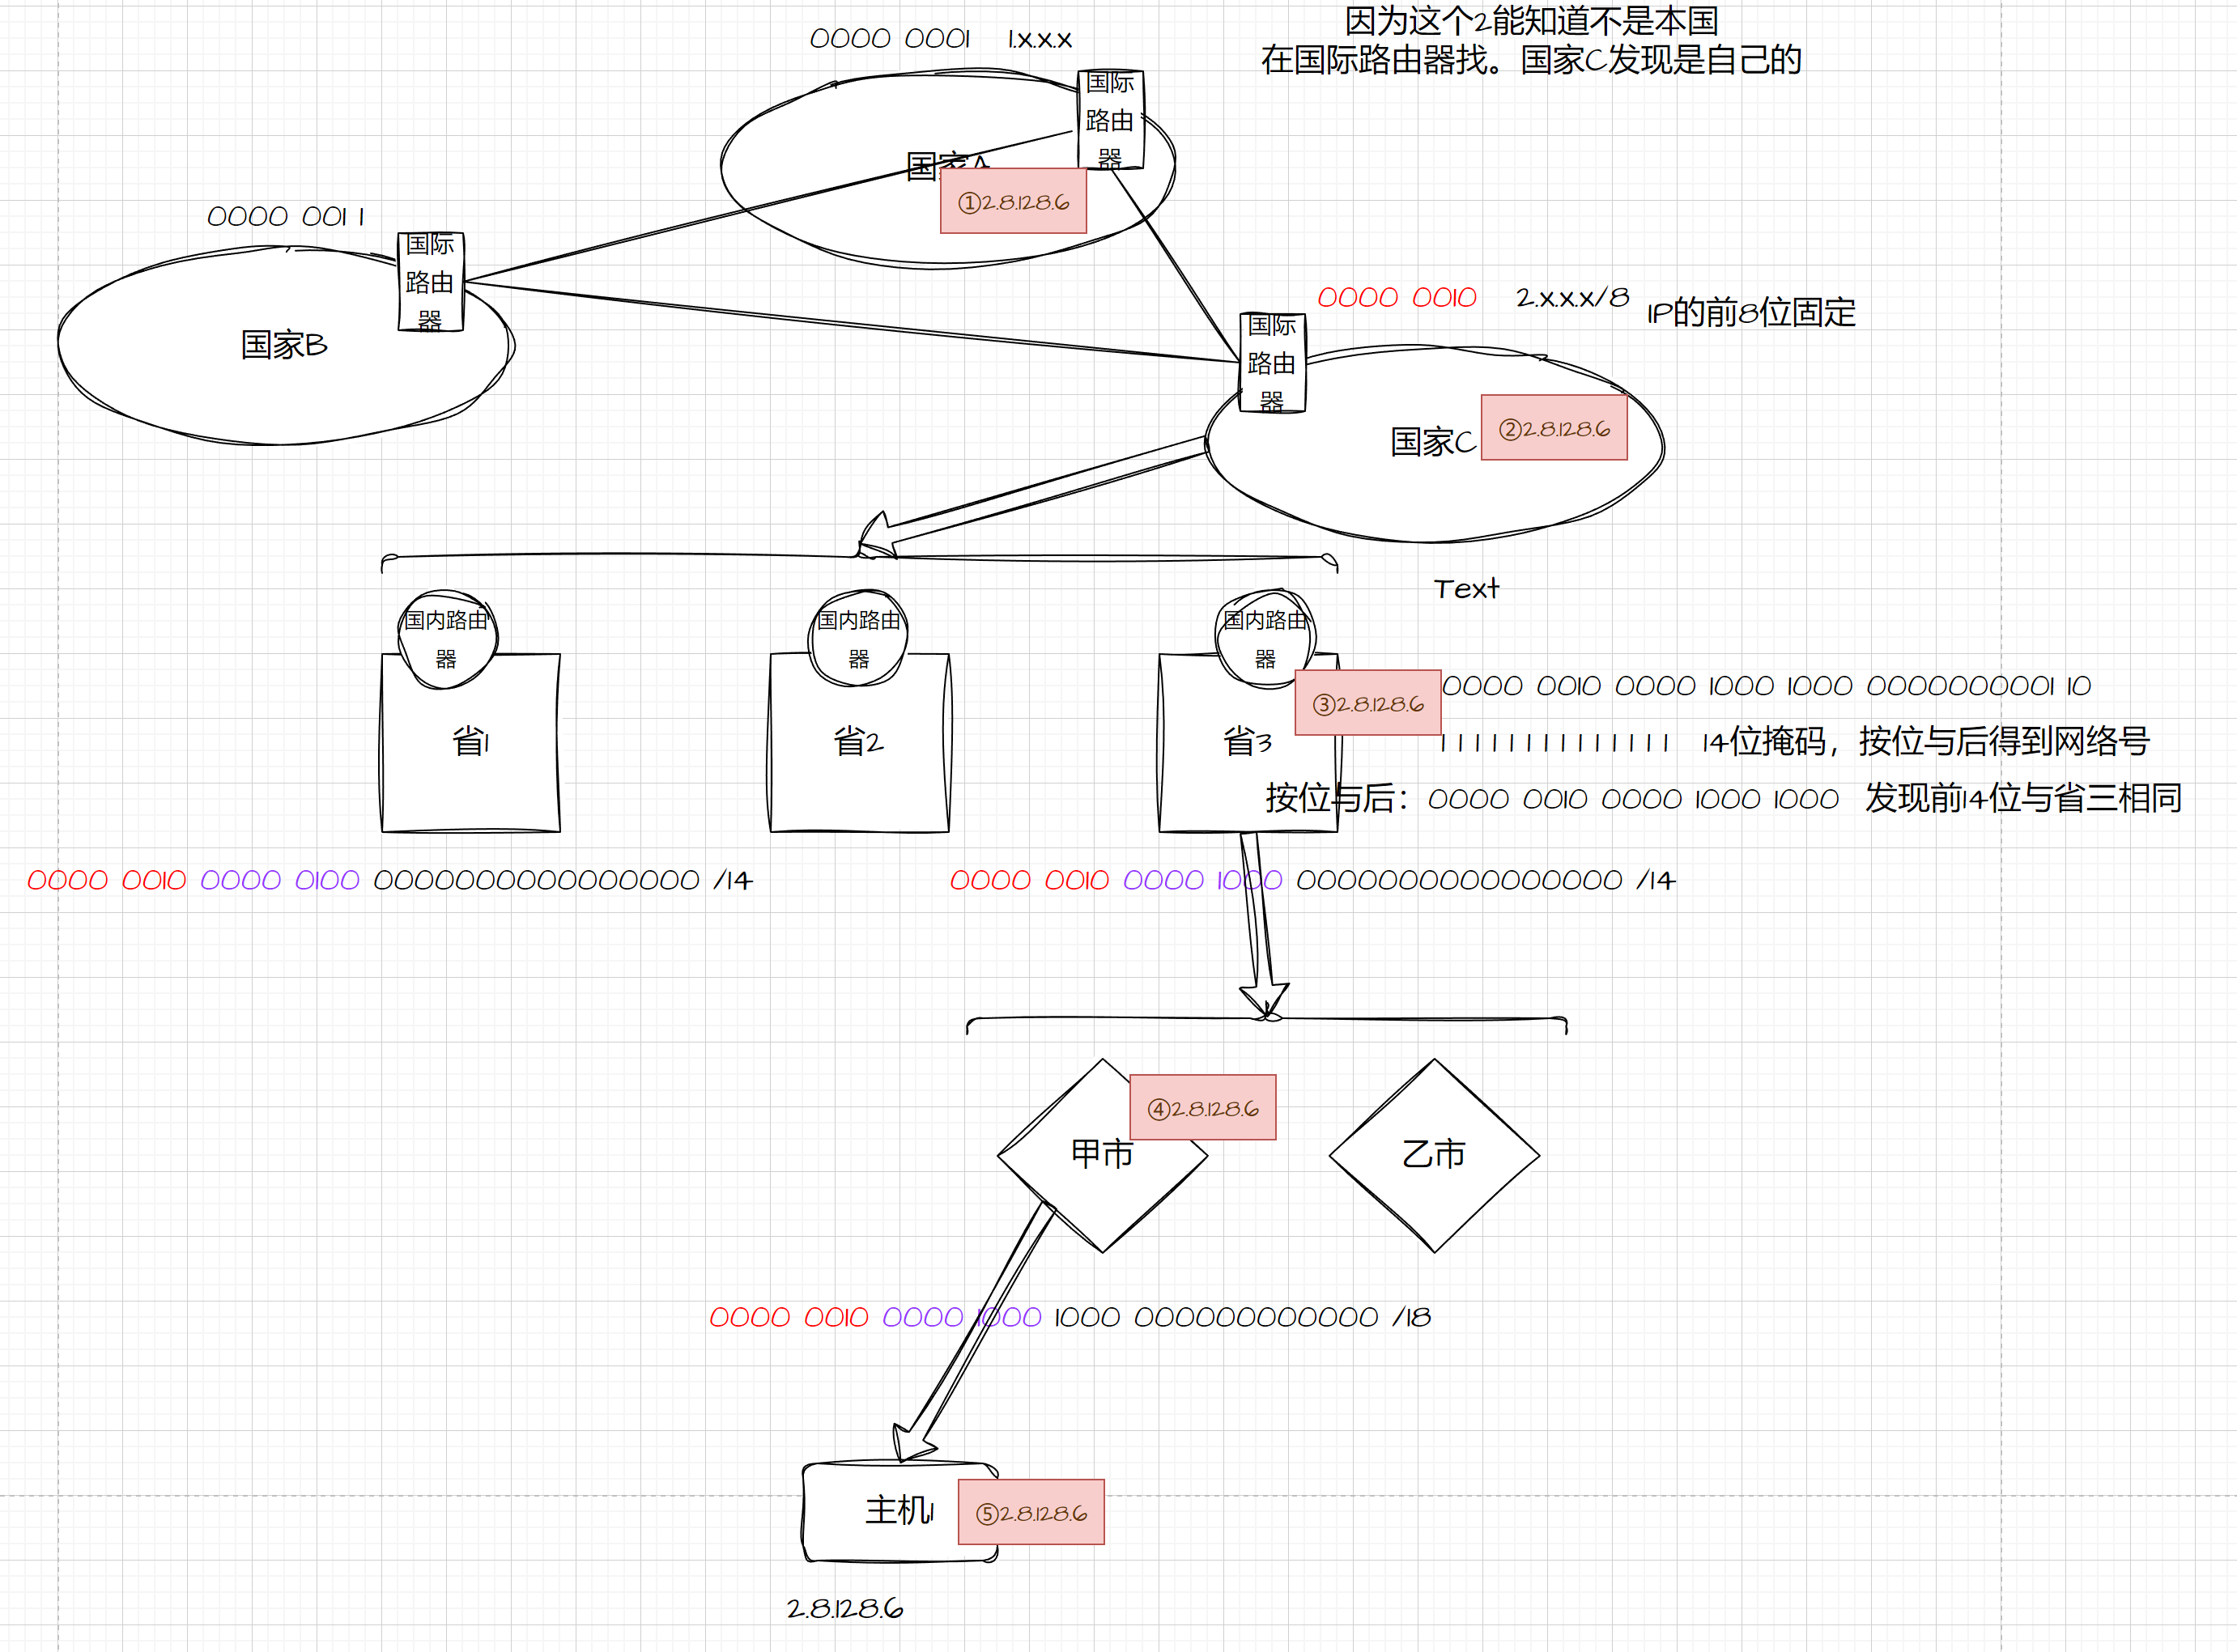 因为这个2能知道不是本国
在国际路由器找。国家C发现是自己的
0000 0001 1.x.x.x
国际
路由
器
国家A
①2.8.128.6
0000 0011
国际
路由
器
国家B
0000 0010 2.x.x.x/8 IP的前8位固定
国际
路由
器
国家C
②2.8.128.6
Text
国内路由
器
省1
国内路由
器
省2
国内路由
器
省3
③2.8.128.6
0000 0010 0000 1000 1000 000000000110
11111111111111 14位掩码，按位与后得到网络号
按位与后：0000 0010 0000 1000 1000 发现前14位与省三相同
0000 0010 0000 0100 0000000000000000 /14
0000 0010 0000 1000 0000000000000000 /14
甲市
④2.8.128.6
乙市
0000 0010 0000 1000 1000 000000000000 /18
主机1
⑤2.8.128.6
2.8.128.6